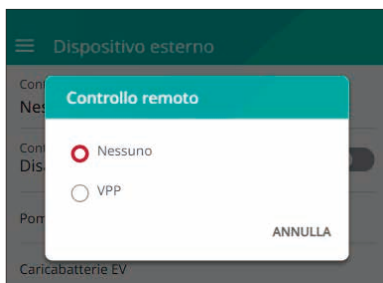 Dispositivo esterno
Controllo remoto
Nessuno
VPP
ANNULLA
Caricabatterie EV